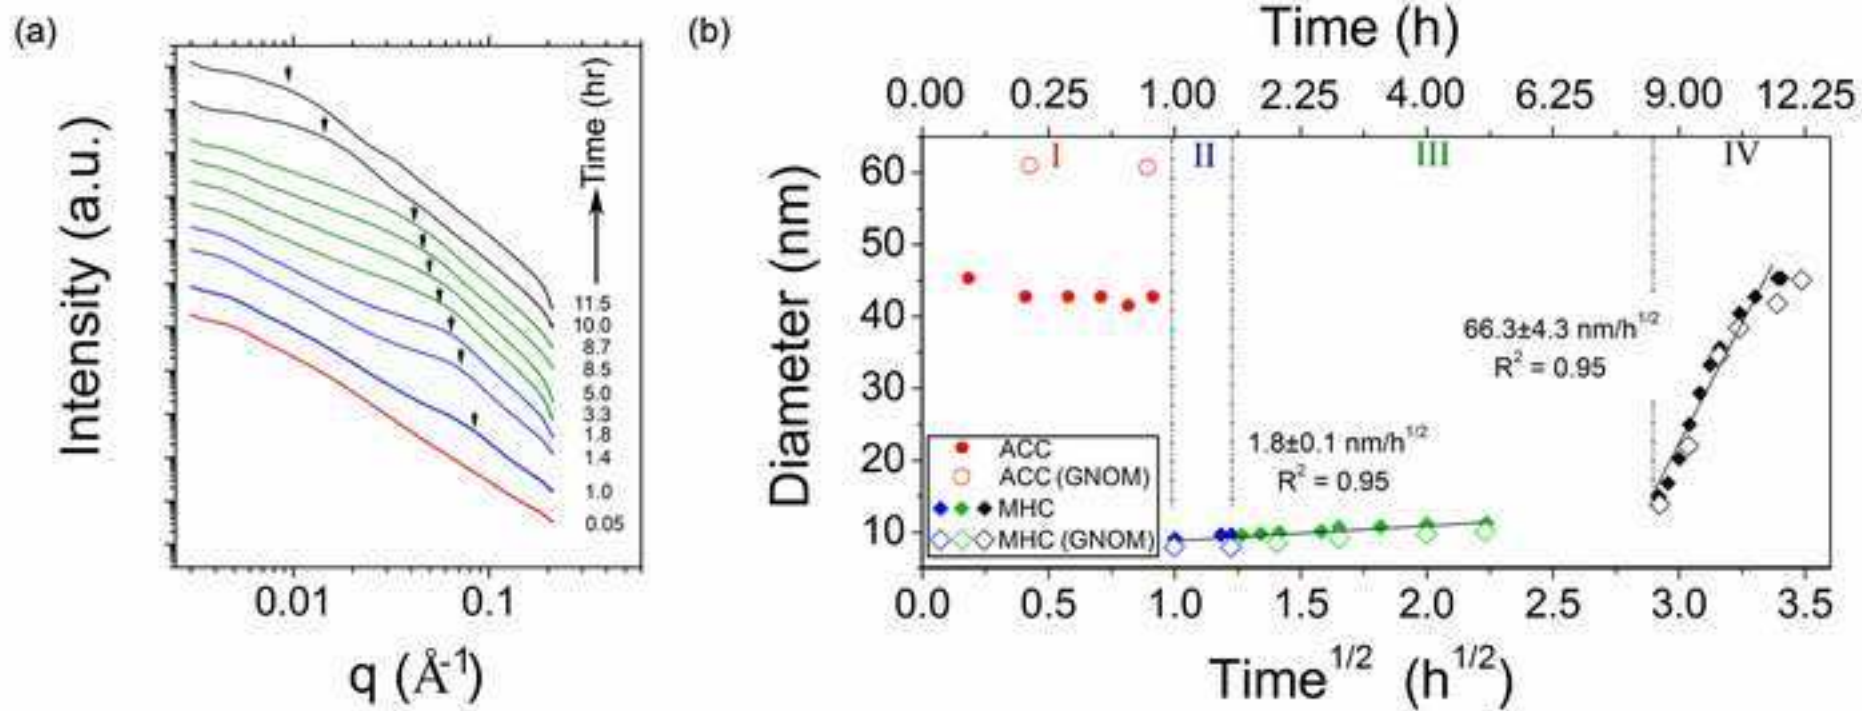 (a)
Intensity (a.u.)
Time (hr)
11.5
10.0
8.7
8.5
5.0
3.3
1.8
1.4
1.0
0.05
0.01 0.1
q (Å-1)
(b)
Time (h)
0.00 0.25 1.00 2.25 4.00 6.25 9.00 12.25
I II III IV
Diameter (nm)
60
50
40
30
20
10
66.3±4.3 nm/h1/2
R2 = 0.95
1.8±0.1 nm/h1/2
R2 = 0.95
ACC
ACC (GNOM)
MHC
MHC (GNOM)
0.0 0.5 1.0 1.5 2.0 2.5 3.0 3.5
Time1/2 (h1/2)